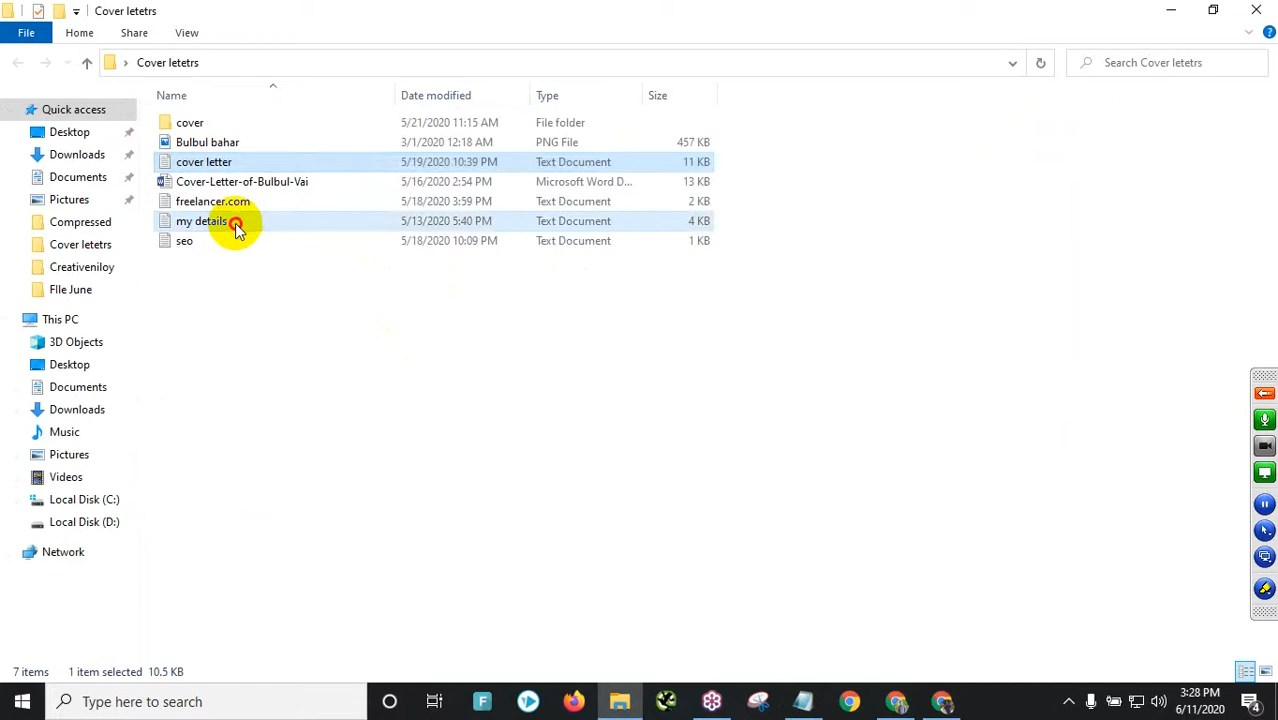 Cover letetrs
File Home Share View
Cover letetrs Search Cover letetrs
Name Date modified Type Size
Quick access
Desktop
Downloads
Documents
Pictures
Compressed
Cover letetrs
Creativeniloy
FIle June
This PC
3D Objects
Desktop
Documents
Downloads
Music
Pictures
Videos
Local Disk (C:)
Local Disk (D:)
Network
cover 5/21/2020 11:15 AM File folder
Bulbul bahar 3/1/2020 12:18 AM PNG File 457 KB
cover letter 5/19/2020 10:39 PM Text Document 11 KB
Cover-Letter-of-Bulbul-Vai 5/16/2020 2:54 PM Microsoft Word D... 13 KB
freelancer.com 5/18/2020 3:59 PM Text Document 2 KB
my details 5/13/2020 5:40 PM Text Document 4 KB
seo 5/18/2020 10:09 PM Text Document 1 KB
7 items 1 item selected 10.5 KB
Type here to search
F
3:28 PM
6/11/2020
4